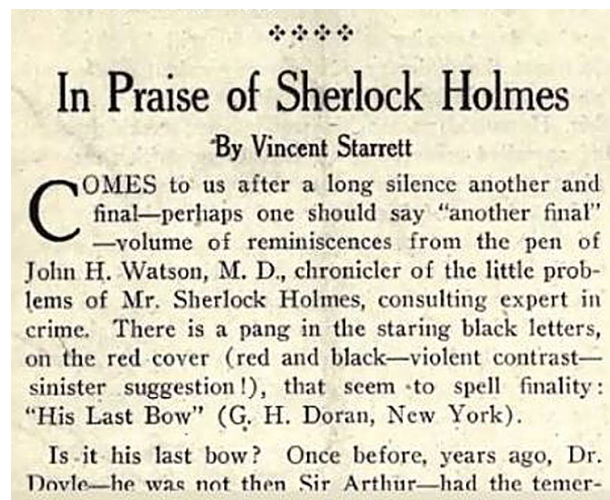 In Praise of Sherlock Holmes
By Vincent Starrett
COMES to us after a long silence another and
final—perhaps one should say "another final"
—volume of reminiscences from the pen of
John H. Watson, M. D., chronicler of the little prob-
lems of Mr. Sherlock Holmes, consulting expert in
crime. There is a pang in the staring black letters,
on the red cover (red and black—violent contrast—
sinister suggestion!), that seem to spell finality:
"His Last Bow" (G. H. Doran, New York).
Is it his last bow? Once before, years ago, Dr.
Doyle—he was not then Sir Arthur—had the temer-